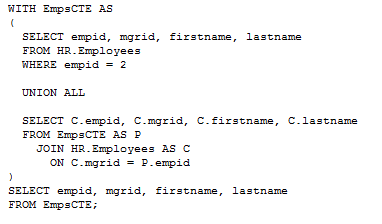 WITH EmpsCTE AS
(
  SELECT empid, mgrid, firstname, lastname
  FROM HR.Employees
  WHERE empid = 2

  UNION ALL

  SELECT C.empid, C.mgrid, C.firstname, C.lastname
  FROM EmpsCTE AS P
    JOIN HR.Employees AS C
      ON C.mgrid = P.empid
)
SELECT empid, mgrid, firstname, lastname
FROM EmpsCTE;